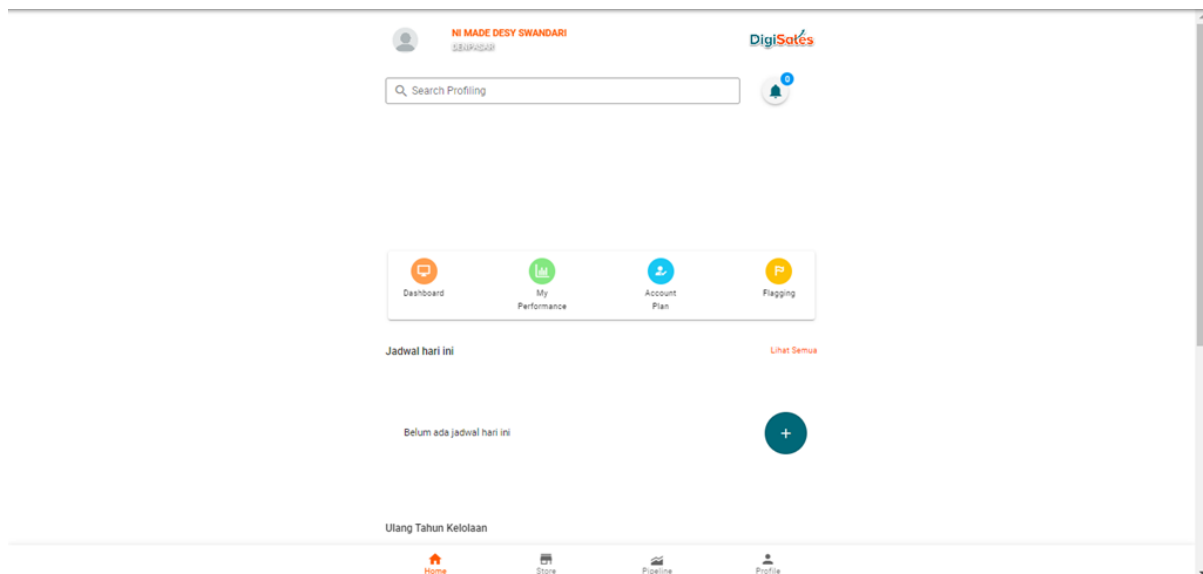 NI MADE DESY SWANDARI
DENPASAR
DigiSales
Search Profiling
0
Dashboard
My
Performance
Account
Plan
Flagging
Jadwal hari ini
Lihat Semua
Belum ada jadwal hari ini
+
Ulang Tahun Kelolaan
Home
Store
Pipeline
Profile